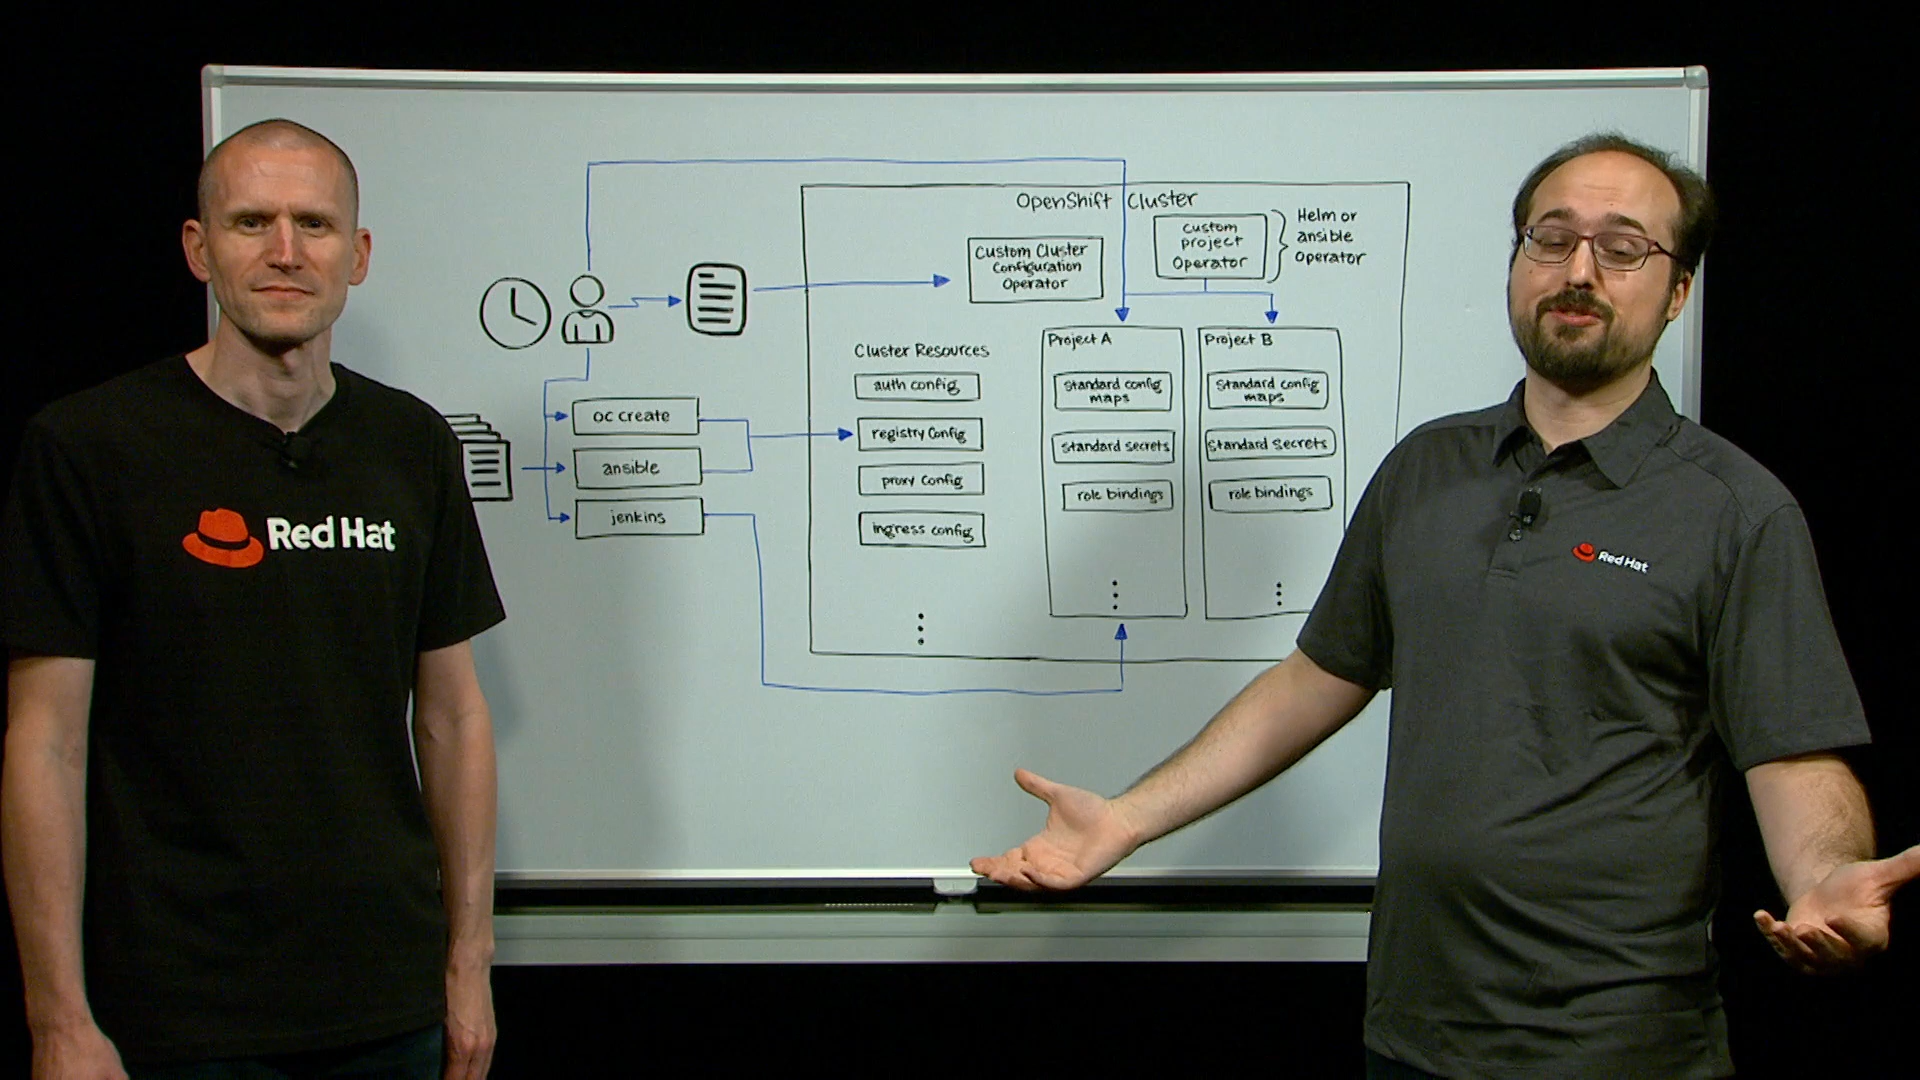 OpenShift Cluster
Custom Cluster
Configuration
Operator
custom
project
Operator
Helm or
ansible
operator
Cluster Resources
auth config
registry Config
proxy Config
ingress config
Project A
Standard config
maps
Standard Secrets
role bindings
Project B
Standard config
maps
Standard Secrets
role bindings
oc create
ansible
jenkins
Red Hat
Red Hat